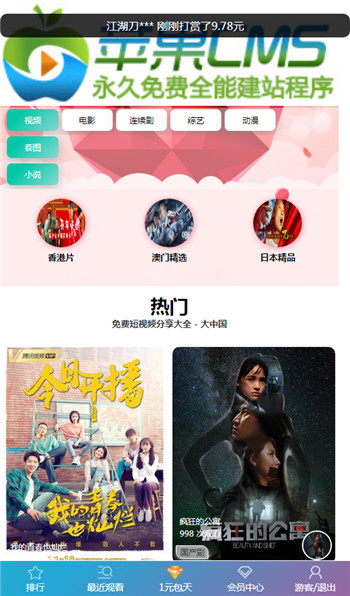 江湖刀*** 刚刚打赏了9.78元
苹果CMS
永久免费全能建站程序
视频
电影
连续剧
综艺
动漫
套图
小说
香港片
澳门精选
日本精品
热门
免费短视频分享大全 - 大中国
腾讯视频 VIP
今日开播
我的青春
也灿烂
我的青春也灿烂
疯狂的公寓
998 次观看
疯狂的公寓
BEAUTY AND SHIT
国产剧
排行
最近观看
1元包天
会员中心
游客/退出